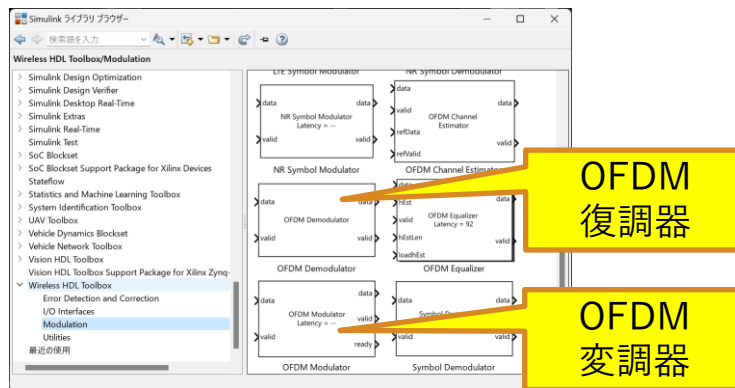 Simulink ライブラリ ブラウザー
検索語を入力
Wireless HDL Toolbox/Modulation
Simulink Design Optimization
Simulink Design Verifier
Simulink Desktop Real-Time
Simulink Extras
Simulink Real-Time
Simulink Test
SoC Blockset
SoC Blockset Support Package for Xilinx Devices
Stateflow
Statistics and Machine Learning Toolbox
System Identification Toolbox
UAV Toolbox
Vehicle Dynamics Blockset
Vehicle Network Toolbox
Vision HDL Toolbox
Vision HDL Toolbox Support Package for Xilinx Zynq-
Wireless HDL Toolbox
Error Detection and Correction
I/O Interfaces
Modulation
Utilities
最近の使用
LTE Symbol Modulator
NR Symbol Demodulator
data
data
NR Symbol Modulator
Latency = --
valid
valid
NR Symbol Modulator
data
valid
refData
refValid
OFDM Channel
Estimator
data
valid
OFDM Channel Estimator
data
data
OFDM Demodulator
valid
valid
OFDM Demodulator
data
hEst
valid
hEstLen
loadhEst
OFDM Equalizer
Latency = 92
data
valid
OFDM Equalizer
data
data
OFDM Modulator
Latency = --
valid
valid
ready
OFDM Modulator
data
data
valid
valid
Symbol Demodulator
OFDM
復調器
OFDM
変調器